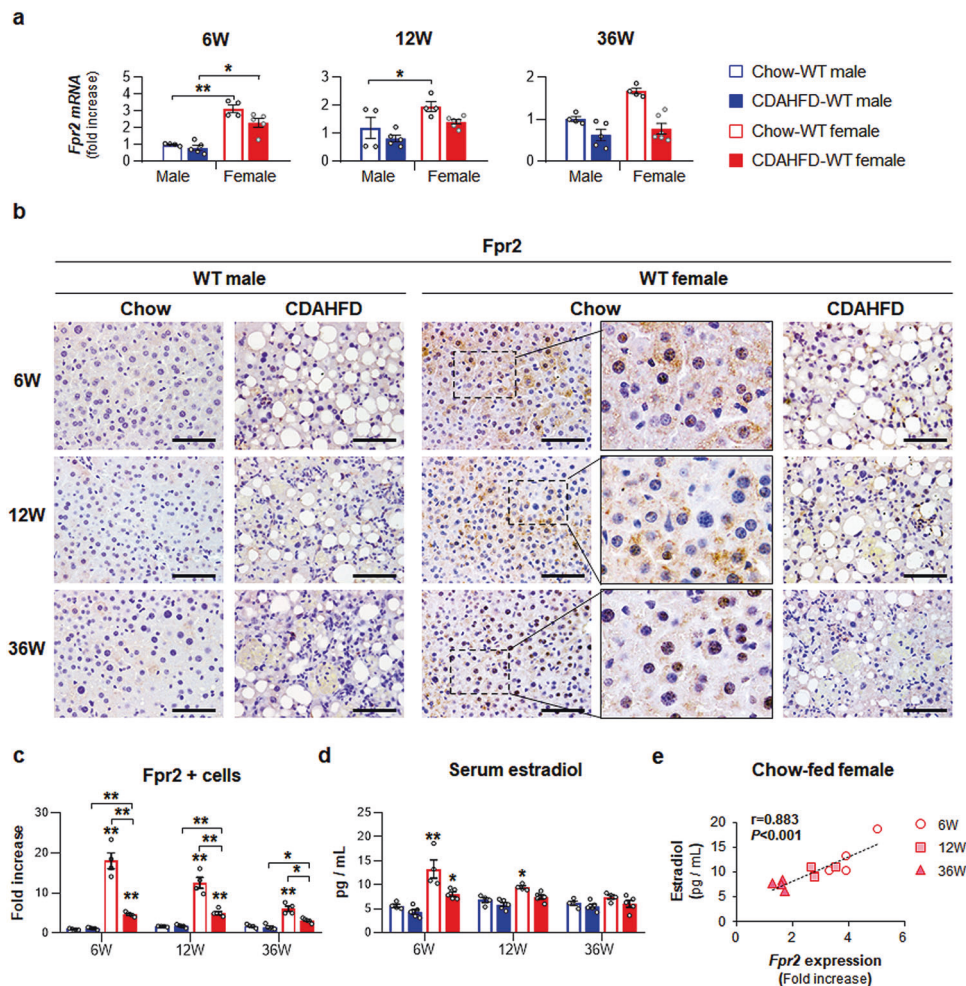 a
6W
12W
36W
Fpr2 mRNA
(fold increase)
5
4
3
2
1
0
3
2
1
0
2
1
0
**
*
*
Male
Female
Male
Female
Male
Female
Chow-WT male
CDAHFD-WT male
Chow-WT female
CDAHFD-WT female
b
Fpr2
WT male
WT female
Chow
CDAHFD
Chow
CDAHFD
6W
12W
36W
c
Fpr2 + cells
Fold increase
30
20
10
0
**
**
**
**
**
**
**
**
*
*
**
6W
12W
36W
d
Serum estradiol
pg / mL
25
20
15
10
5
0
**
*
*
6W
12W
36W
e
Chow-fed female
r=0.883
P<0.001
Estradiol
(pg / mL)
20
15
10
5
0
0
2
4
6
Fpr2 expression
(Fold increase)
6W
12W
36W